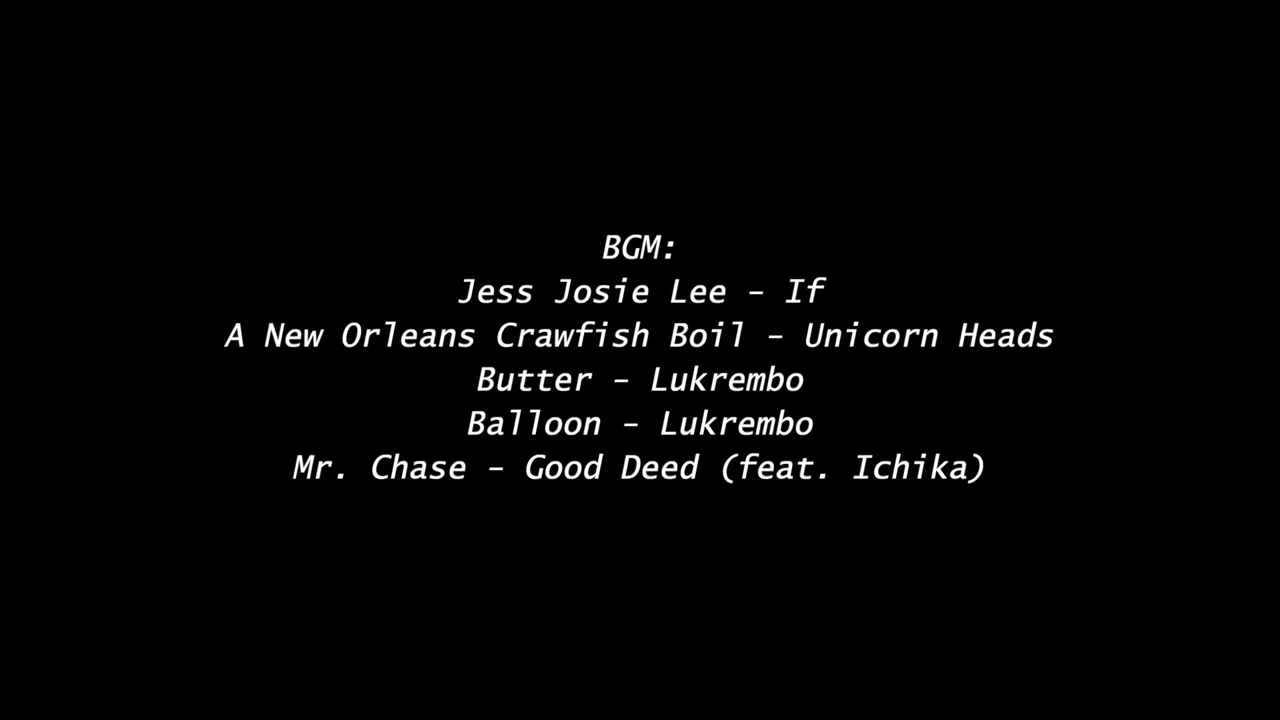 BGM:
Jess Josie Lee – If
A New Orleans Crawfish Boil – Unicorn Heads
Butter – Lukrembo
Balloon – Lukrembo
Mr. Chase – Good Deed (feat. Ichika)